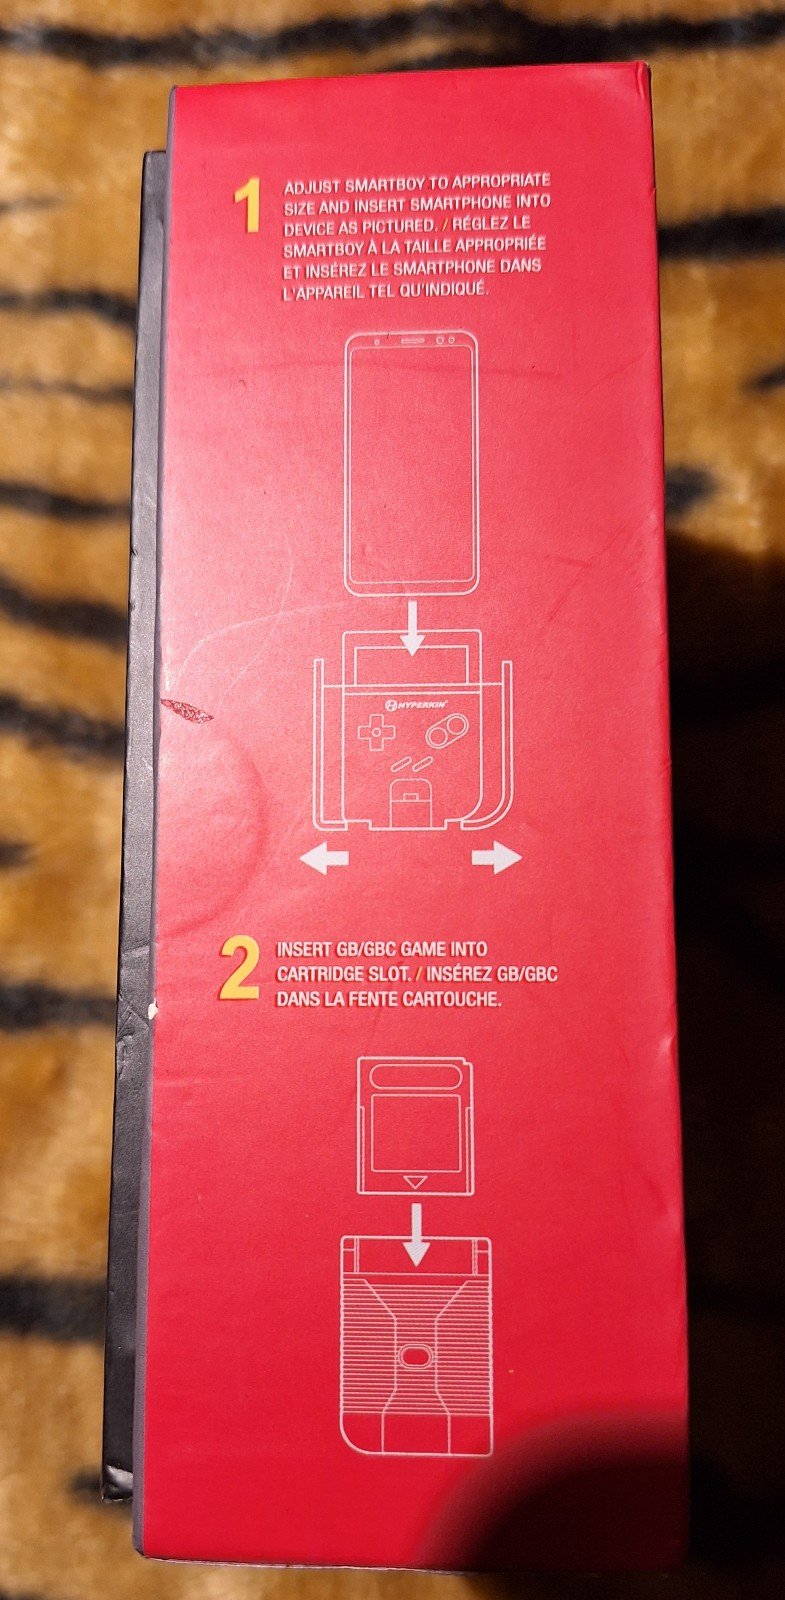 1
ADJUST SMARTBOY TO APPROPRIATE
SIZE AND INSERT SMARTPHONE INTO
DEVICE AS PICTURED. / RÉGLEZ LE
SMARTBOY À LA TAILLE APPROPRIÉE
ET INSÉREZ LE SMARTPHONE DANS
L'APPAREIL TEL QU'INDIQUÉ.
HYPERKIN
2
INSERT GB/GBC GAME INTO
CARTRIDGE SLOT. / INSÉREZ GB/GBC
DANS LA FENTE CARTOUCHE.